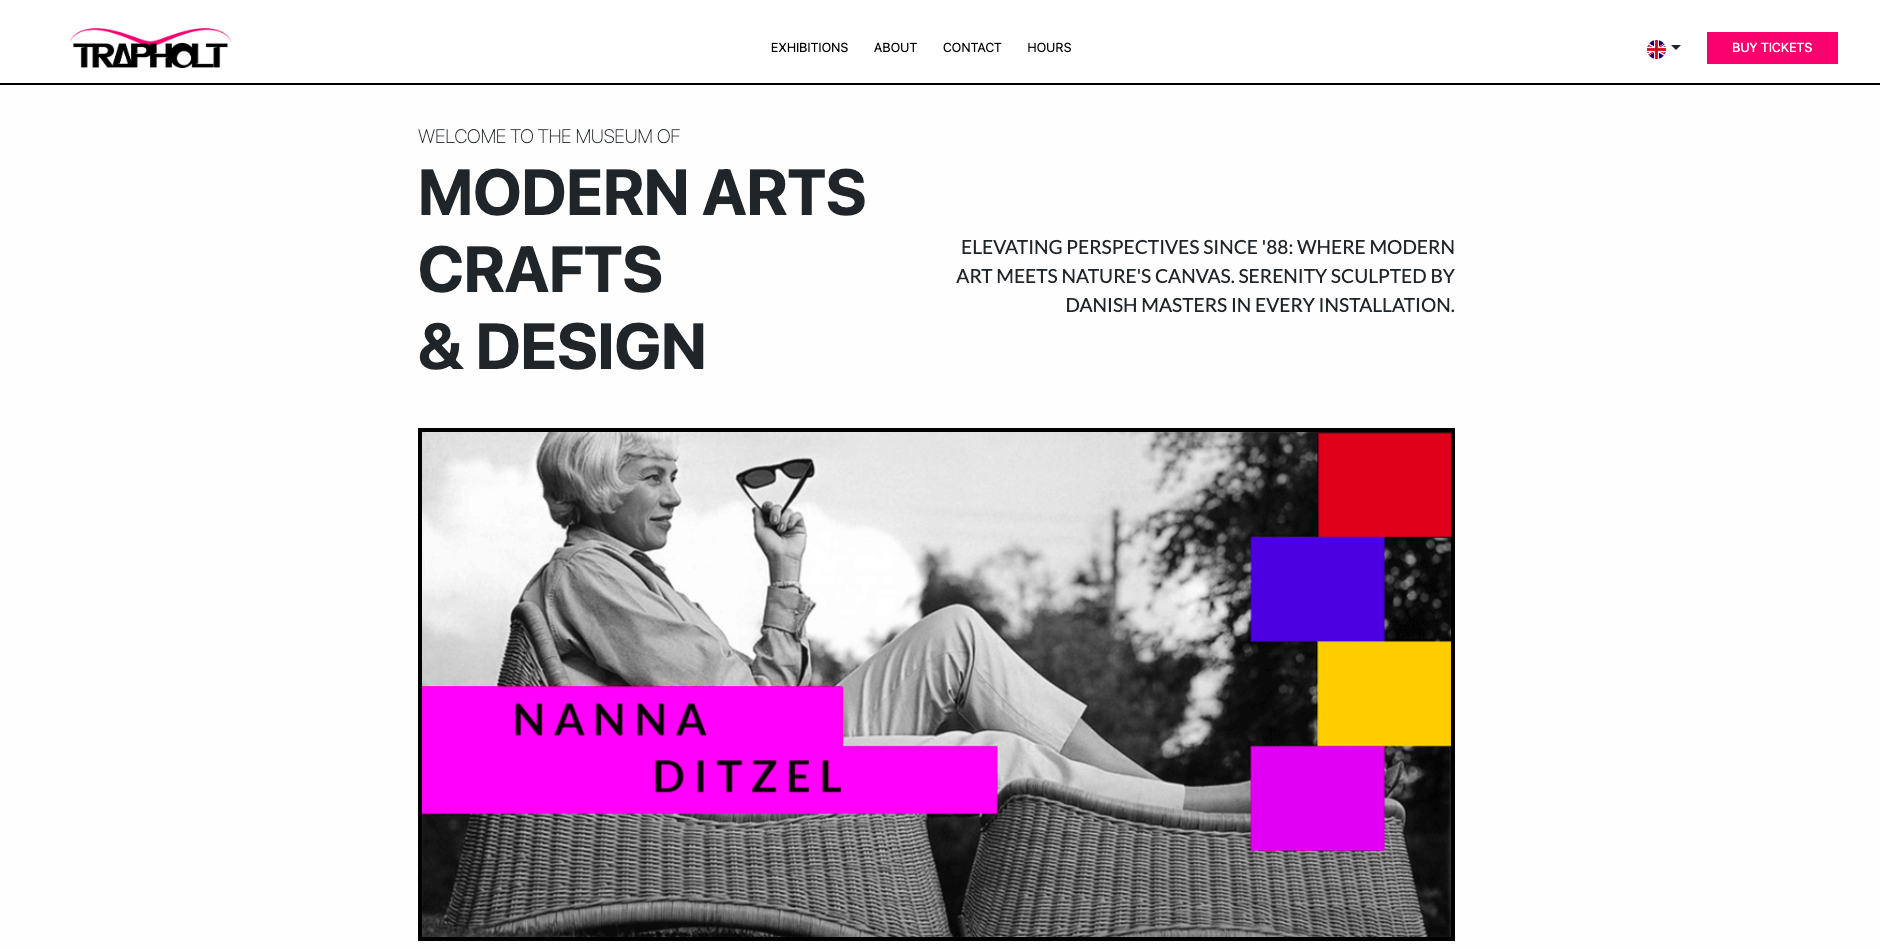 TRAPHOLT
EXHIBITIONS
ABOUT
CONTACT
HOURS
BUY TICKETS
WELCOME TO THE MUSEUM OF
MODERN ARTS
CRAFTS
& DESIGN
ELEVATING PERSPECTIVES SINCE '88: WHERE MODERN
ART MEETS NATURE'S CANVAS. SERENITY SCULPTED BY
DANISH MASTERS IN EVERY INSTALLATION.
NANNA
DITZEL